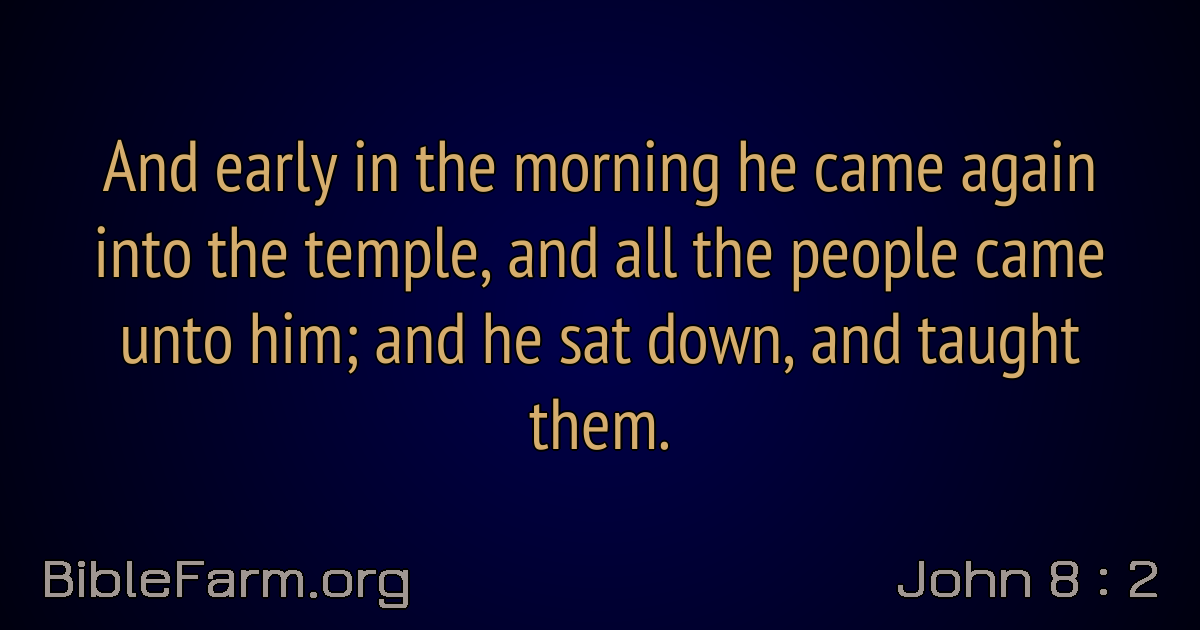 And early in the morning he came again
into the temple, and all the people came
unto him; and he sat down, and taught
them.
BibleFarm.org
John 8 : 2